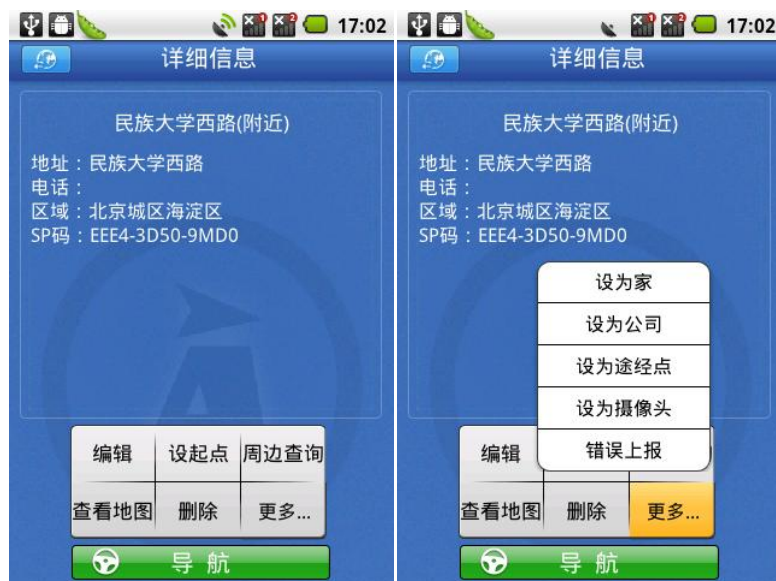 17:02
详细信息
民族大学西路(附近)
地址：民族大学西路
电话：
区域：北京城区海淀区
SP码：EEE4-3D50-9MD0
编辑 设起点 周边查询
查看地图 删除 更多...
导航
17:02
详细信息
民族大学西路(附近)
地址：民族大学西路
电话：
区域：北京城区海淀区
SP码：EEE4-3D50-9MD0
设为家
设为公司
设为途经点
设为摄像头
错误上报
编辑
查看地图 删除 更多...
导航